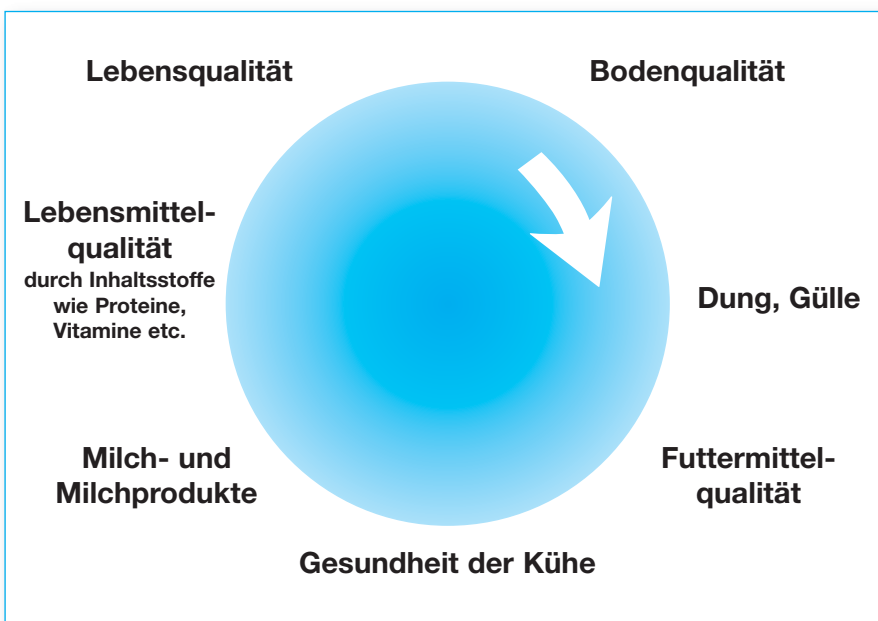 Lebensqualität
Bodenqualität
Lebensmittel-
qualität
durch Inhaltsstoffe
wie Proteine,
Vitamine etc.
Dung, Gülle
Milch- und
Milchprodukte
Futtermittel-
qualität
Gesundheit der Kühe